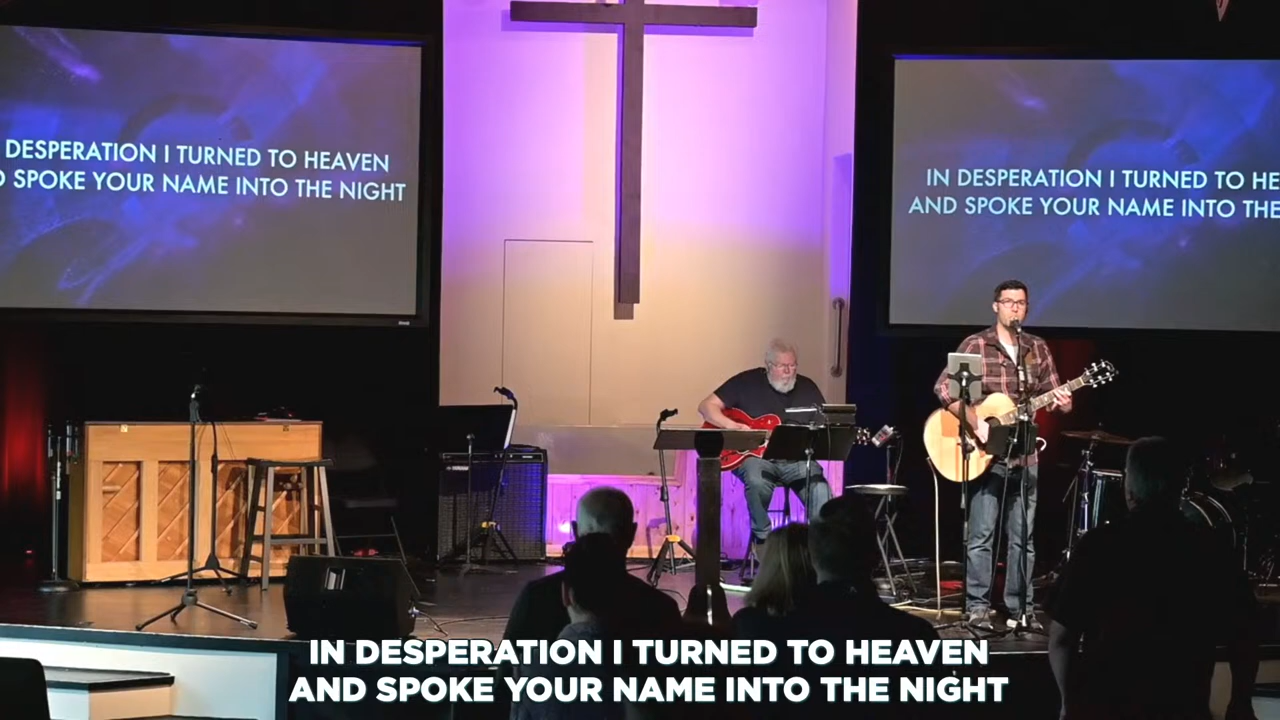 DESPERATION I TURNED TO HEAVEN
SPOKE YOUR NAME INTO THE NIGHT
IN DESPERATION I TURNED TO HE
AND SPOKE YOUR NAME INTO THE
IN DESPERATION I TURNED TO HEAVEN
AND SPOKE YOUR NAME INTO THE NIGHT